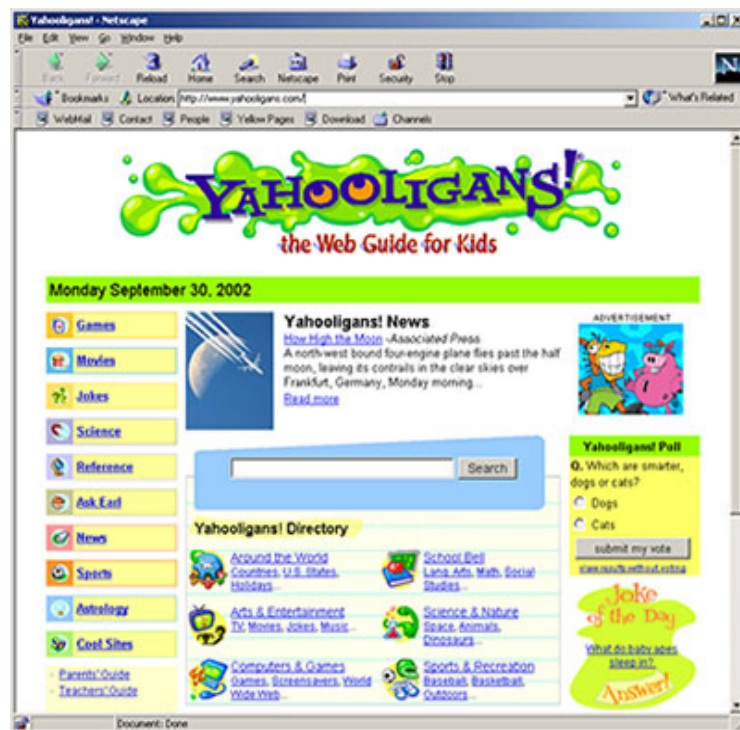 Yahooligans! - Netscape
File Edit View Go Window Help
Back Forward Reload Home Search Netscape Print Security Stop
N
Bookmarks Location http://www.yahooligans.com/ What's Related
WebMail Contact People Yellow Pages Download Channels
YAHOOLIGANS!
the Web Guide for Kids
Monday September 30, 2002
Games
Movies
Jokes
Science
Reference
Ask Earl
News
Sports
Astrology
Cool Sites
Parents' Guide
Teachers' Guide
Yahooligans! News
How High the Moon - Associated Press
A north-west bound four-engine plane flies past the half
moon, leaving its contrails in the clear skies over
Frankfurt, Germany, Monday morning...
Read more
Search
Yahooligans! Directory
Around the World
Countries, U.S. States,
Holidays...
School Bell
Lang. Arts, Math, Social
Studies...
Arts & Entertainment
TV, Movies, Jokes, Music...
Science & Nature
Space, Animals,
Dinosaurs...
Computers & Games
Games, Screensavers, World
Wide Web...
Sports & Recreation
Baseball, Basketball,
Outdoors...
ADVERTISEMENT
Yahooligans! Poll
Q. Which are smarter,
dogs or cats?
Dogs
Cats
submit my vote
view results without voting
Joke
of the Day
What do baby apes
sleep in?
Answer!
Document: Done